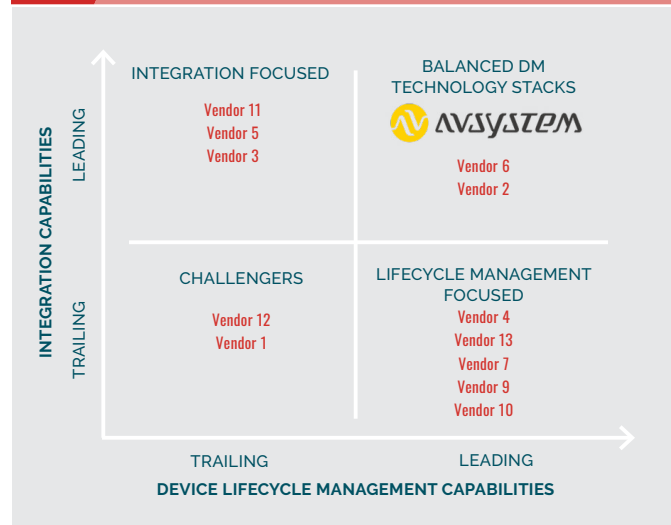 INTEGRATION FOCUSED
Vendor 11
Vendor 5
Vendor 3
BALANCED DM
TECHNOLOGY STACKS
AVSYSTEM
Vendor 6
Vendor 2
CHALLENGERS
Vendor 12
Vendor 1
LIFECYCLE MANAGEMENT
FOCUSED
Vendor 4
Vendor 13
Vendor 7
Vendor 9
Vendor 10
INTEGRATION CAPABILITIES
LEADING
TRAILING
TRAILING
LEADING
DEVICE LIFECYCLE MANAGEMENT CAPABILITIES